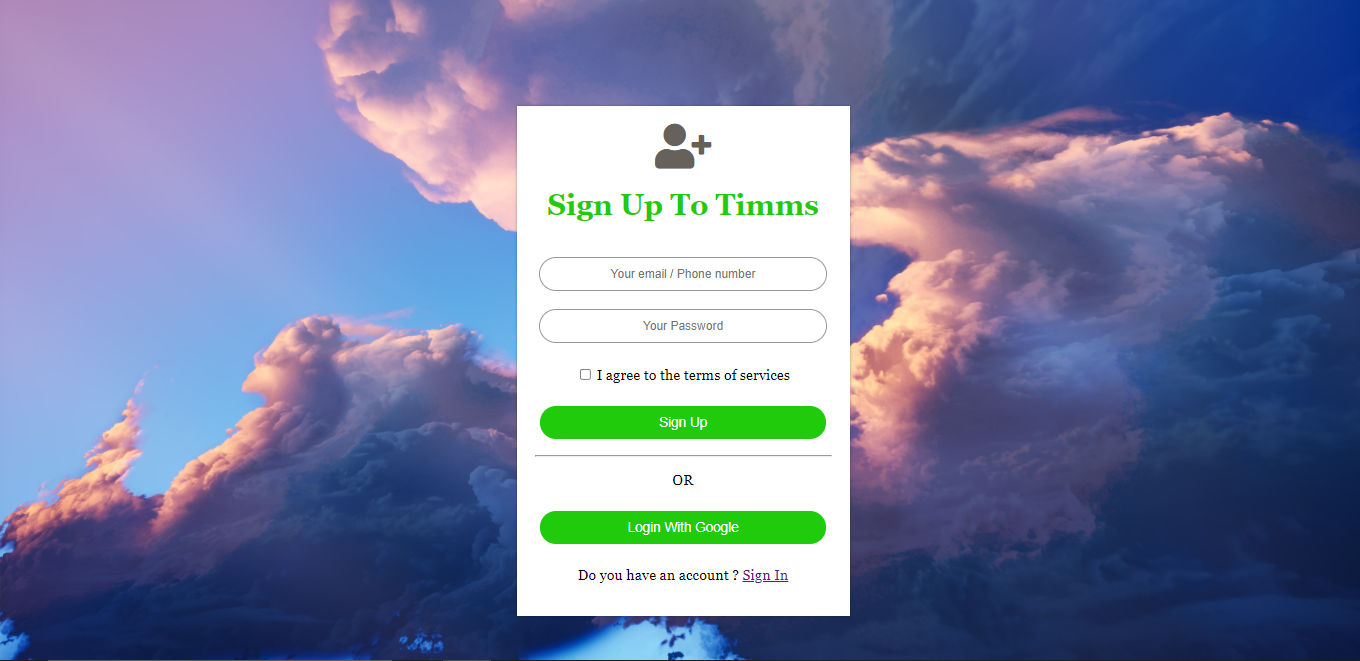 Sign Up To Timms
Your email / Phone number
Your Password
I agree to the terms of services
Sign Up
OR
Login With Google
Do you have an account ? Sign In